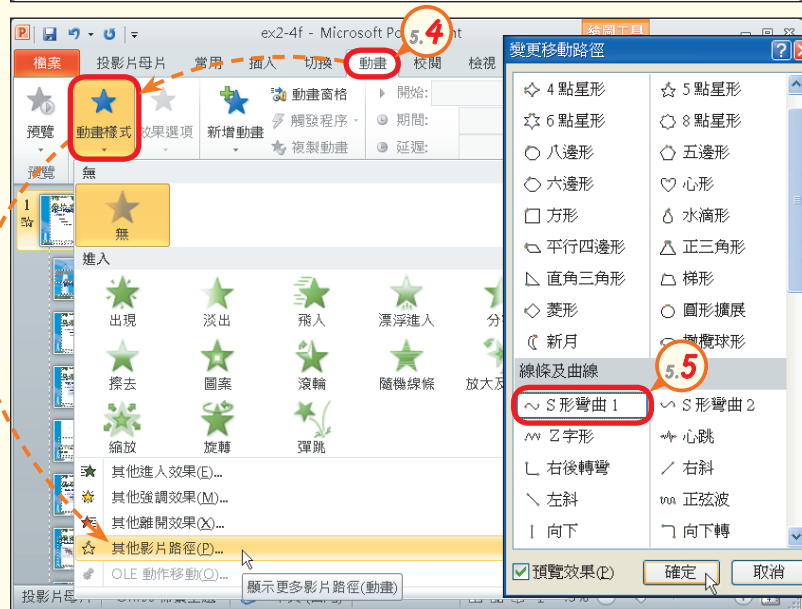 ex2-4f - Microsoft Po
nt
繪圖工具
5.4
檔案 投影片母片 常用 插入 切換 動畫 校閱 檢視
預覽
動畫樣式
效果選項
新增動畫
動畫窗格
觸發程序
複製動畫
開始:
期間:
延遲:
預覽
無
1
無
進入
出現 淡出 飛入 漂浮進入
擦去 圖案 滾輪 隨機線條 放大及
縮放 旋轉 彈跳
其他進入效果(E)...
其他強調效果(M)...
其他離開效果(X)...
其他影片路徑(P)...
OLE 動作移動(O)...
顯示更多影片路徑(動畫)
變更移動路徑
4 點星形 5 點星形
6 點星形 8 點星形
八邊形 五邊形
六邊形 心形
方形 水滴形
平行四邊形 正三角形
直角三角形 梯形
菱形 圓形擴展
新月 橄欖球形
線條及曲線
5.5
S 形彎曲 1 S 形彎曲 2
Z 字形 心跳
右後轉彎 右斜
左斜 正弦波
向下 向下轉
預覽效果(P) 確定 取消